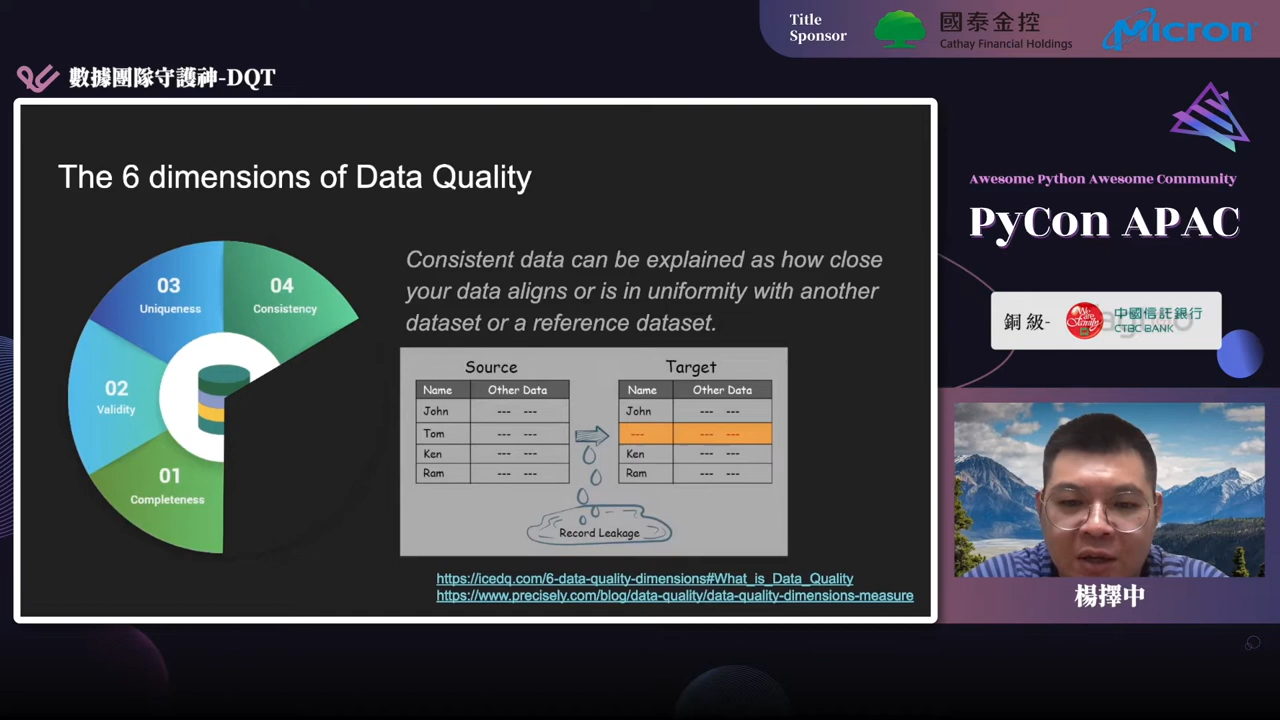 Title
Sponsor
國泰金控
Cathay Financial Holdings
Micron
數據團隊守護神-DQT
The 6 dimensions of Data Quality
03
Uniqueness
04
Consistency
02
Validity
01
Completeness
Consistent data can be explained as how close
your data aligns or is in uniformity with another
dataset or a reference dataset.
Source
Name Other Data
John --- ---
Tom --- ---
Ken --- ---
Ram --- ---
Target
Name Other Data
John --- ---
--- --- ---
Ken --- ---
Ram --- ---
Record Leakage
https://icedq.com/6-data-quality-dimensions#What_is_Data_Quality
https://www.precisely.com/blog/data-quality/data-quality-dimensions-measure
Awesome Python Awesome Community
PyCon APAC
銅級-
We are Family
中國信託銀行
CTBC BANK
楊擇中